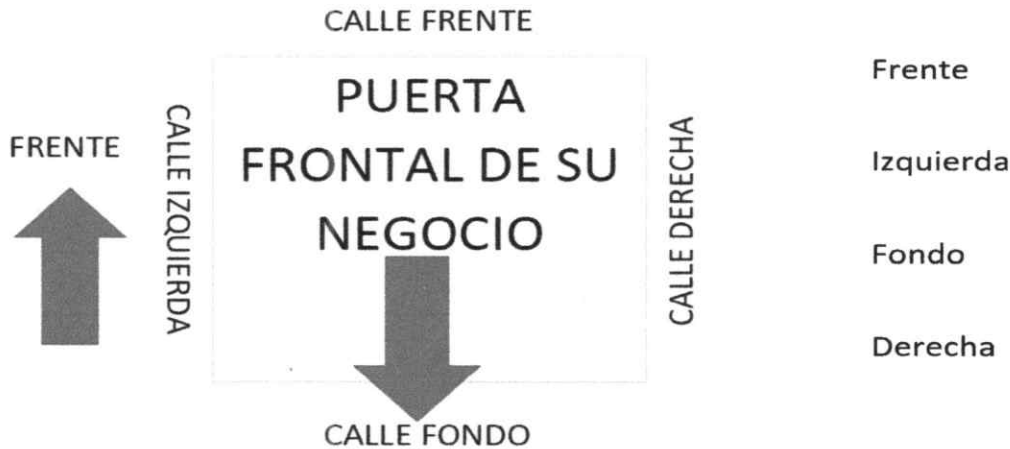 CALLE FRENTE
PUERTA
FRONTAL DE SU
NEGOCIO
FRENTE
CALLE IZQUIERDA
CALLE DERECHA
CALLE FONDO
Frente
Izquierda
Fondo
Derecha